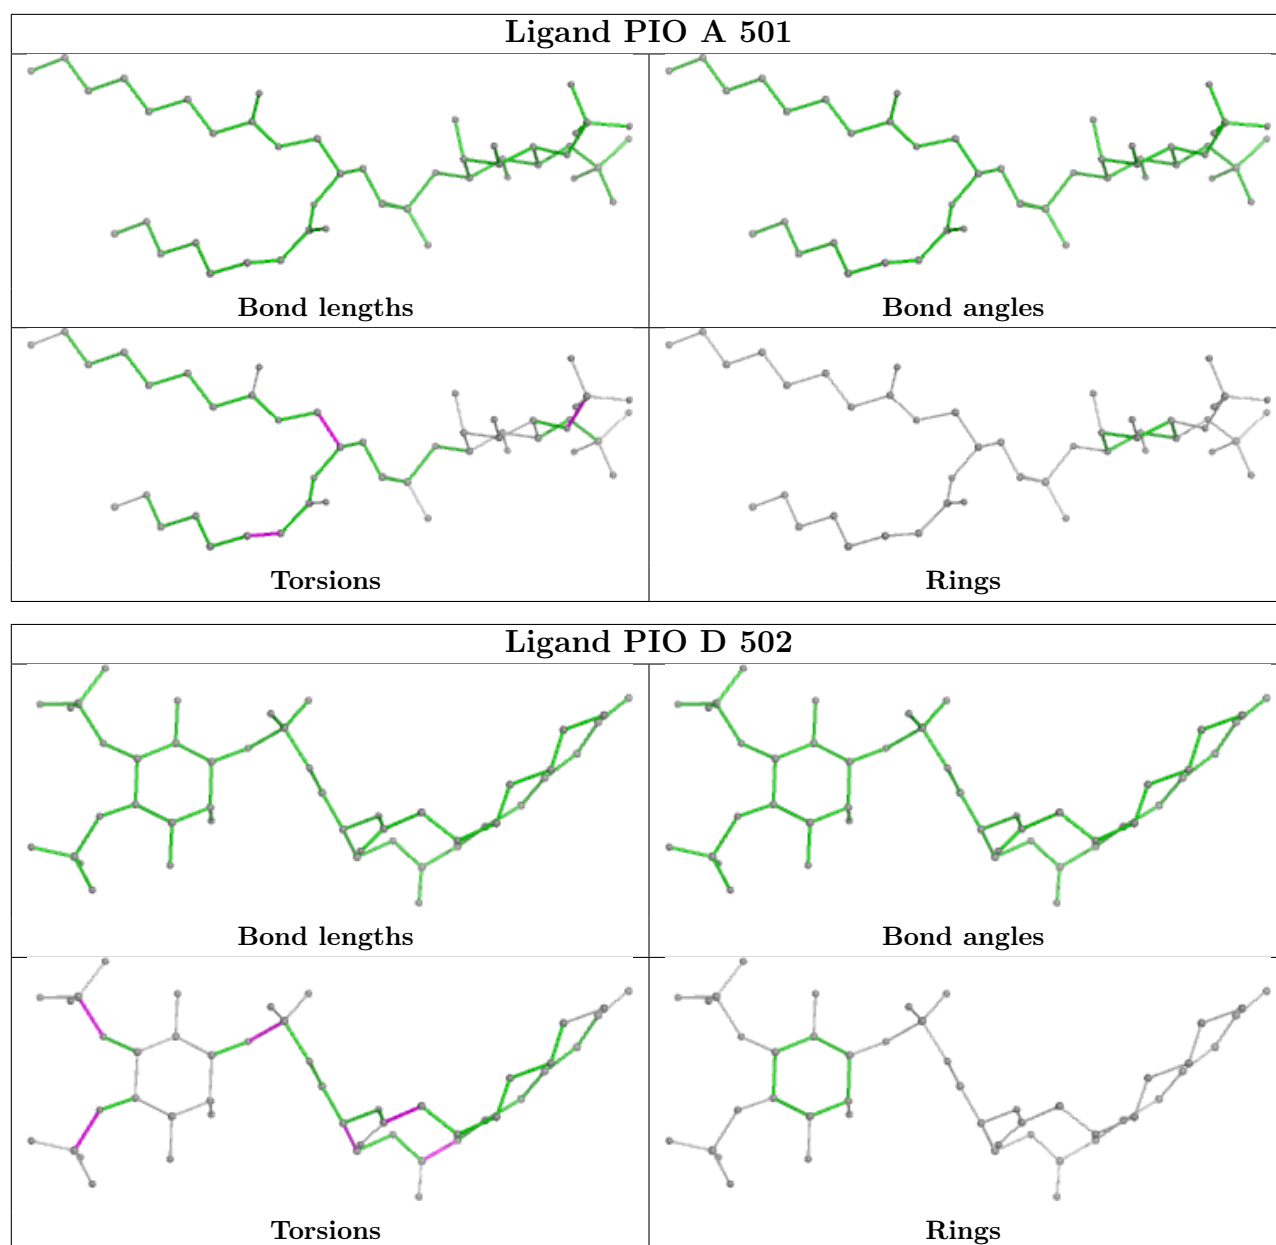 Ligand PIO A 501
Bond lengths
Bond angles
Torsions
Rings
Ligand PIO D 502
Bond lengths
Bond angles
Torsions
Rings